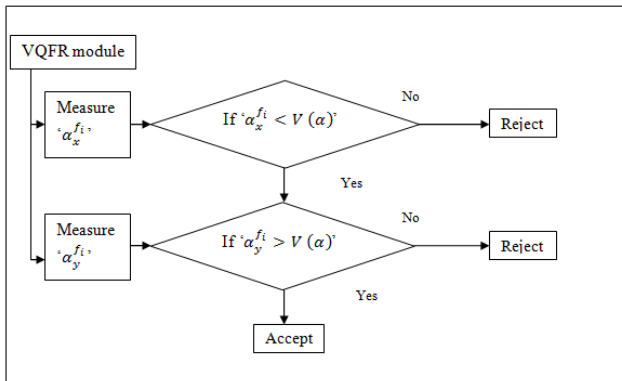 VQFR module
Measure
‘α_x^{f_i}’
If ‘α_x^{f_i} < V (α)’
No
Reject
Yes
Measure
‘α_y^{f_i}’
If ‘α_y^{f_i} > V (α)’
No
Reject
Yes
Accept